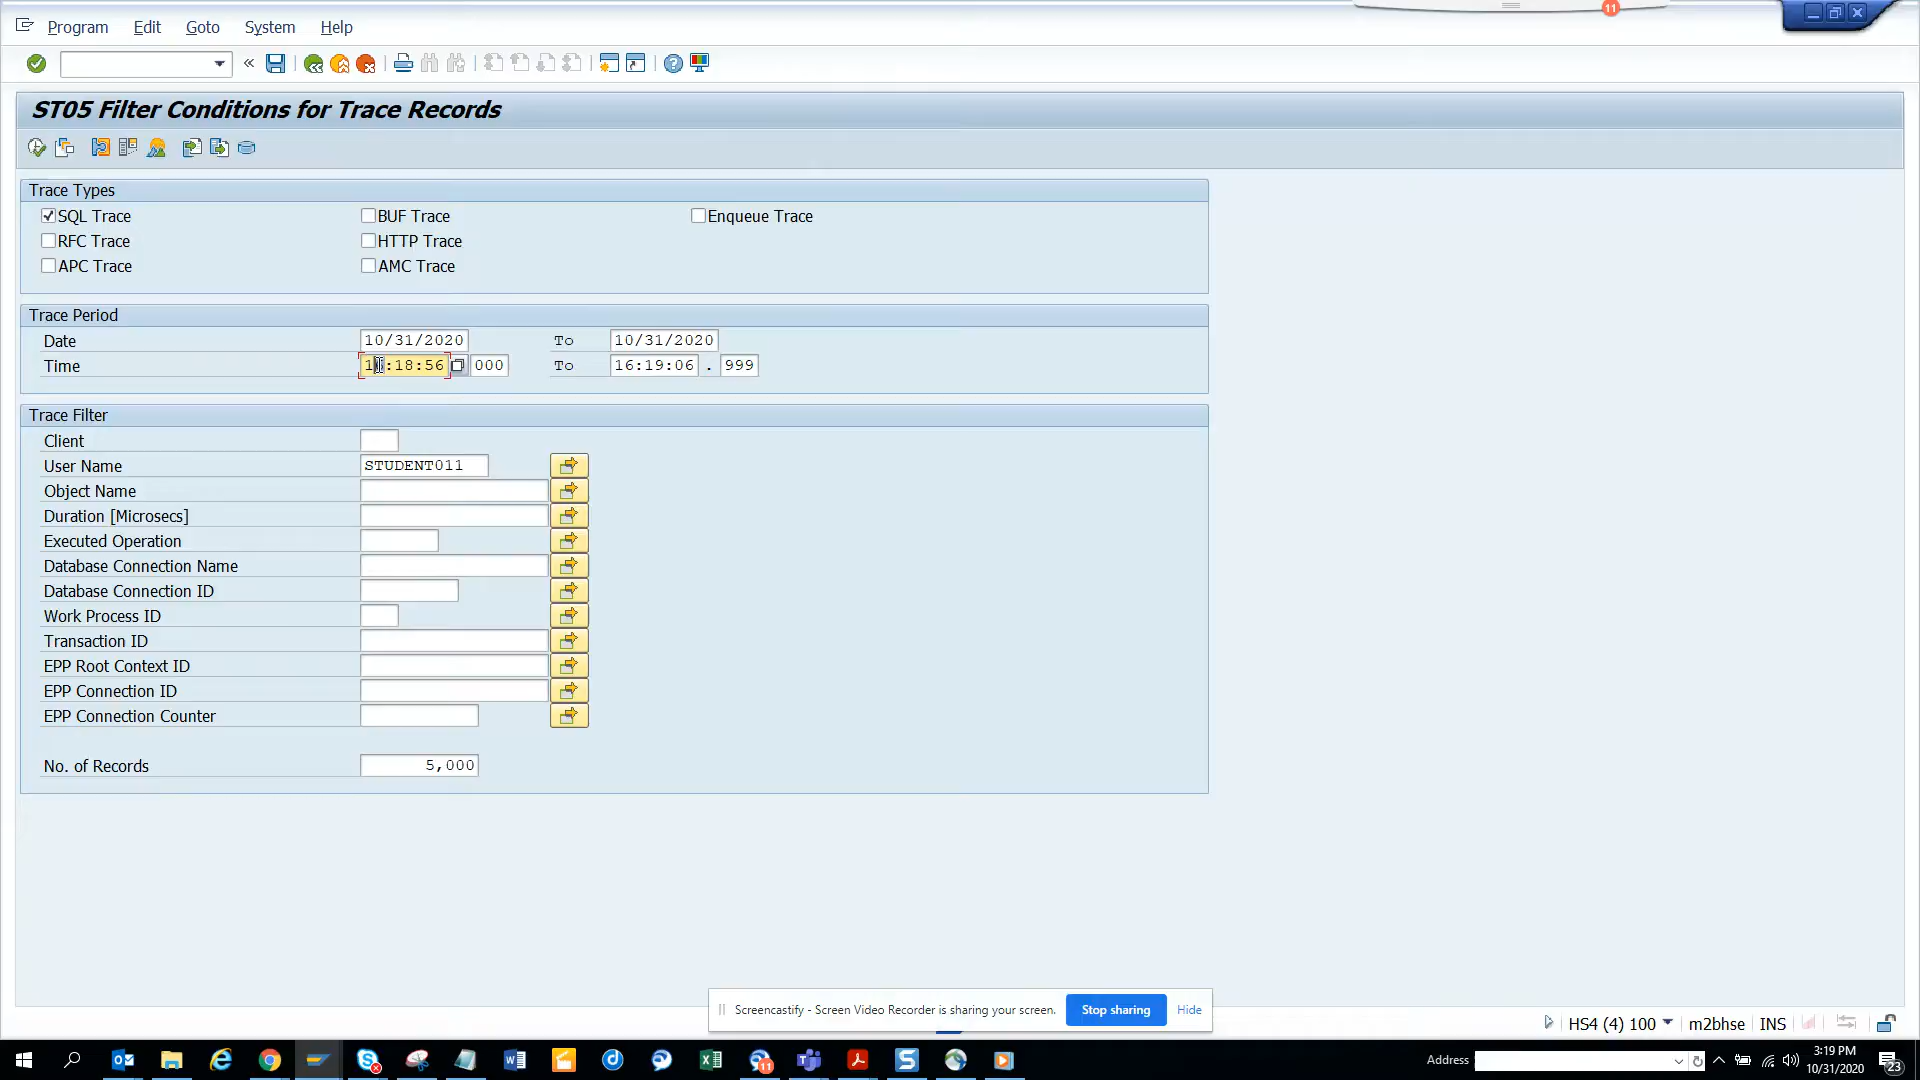 Program Edit Goto System Help
11
ST05 Filter Conditions for Trace Records
Trace Types
SQL Trace BUF Trace Enqueue Trace
RFC Trace HTTP Trace
APC Trace AMC Trace
Trace Period
Date 10/31/2020 To 10/31/2020
Time :18:56 000 To 16:19:06 . 999
Trace Filter
Client
User Name STUDENT011
Object Name
Duration [Microsecs]
Executed Operation
Database Connection Name
Database Connection ID
Work Process ID
Transaction ID
EPP Root Context ID
EPP Connection ID
EPP Connection Counter
No. of Records 5,000
Screencastify - Screen Video Recorder is sharing your screen. Stop sharing Hide
HS4 (4) 100 m2bhse INS
11
Address
3:19 PM
10/31/2020
23